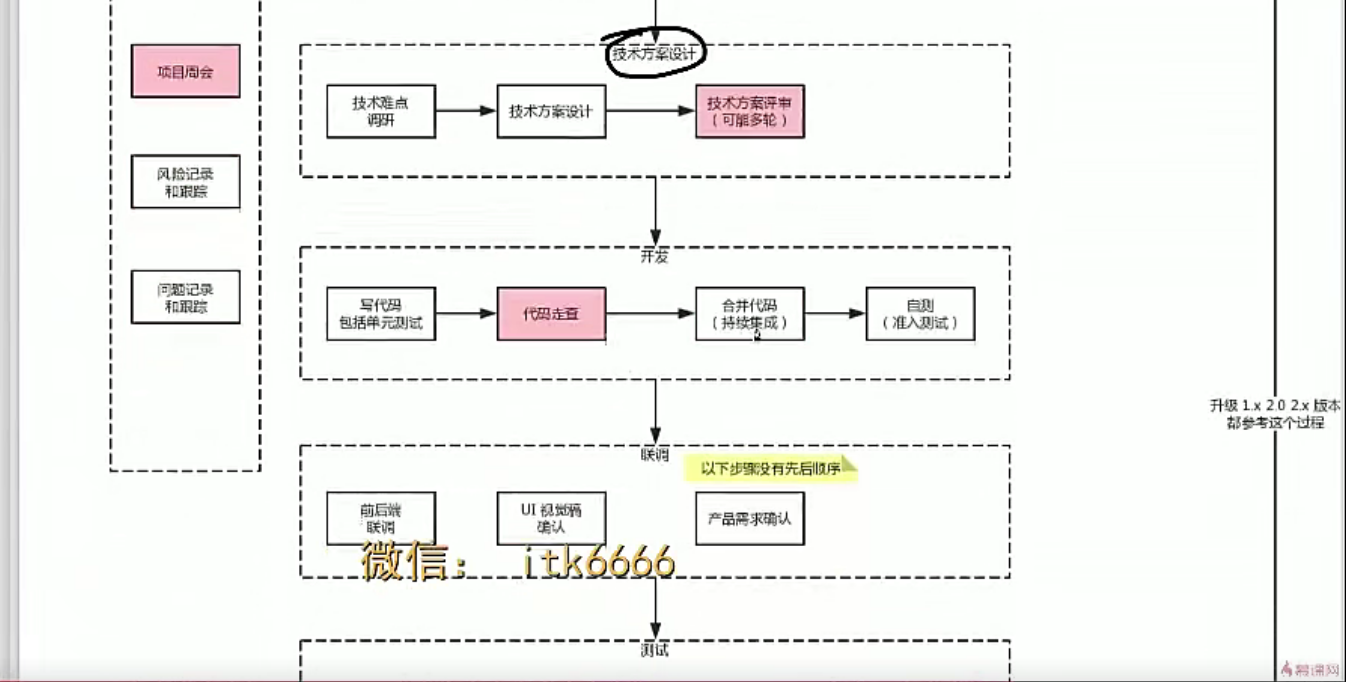 项目周会
风险记录
和跟踪
问题记录
和跟踪
技术方案设计
技术难点
调研
技术方案设计
技术方案评审
（可能多轮）
开发
写代码
包括单元测试
代码走查
合并代码
（持续集成）
自测
（准入测试）
联调
以下步骤没有先后顺序
前后端
联调
UI 视觉稿
确认
产品需求确认
微信： itk6666
测试
升级 1.x 2.0 2.x 版本
都参考这个过程
慕课网